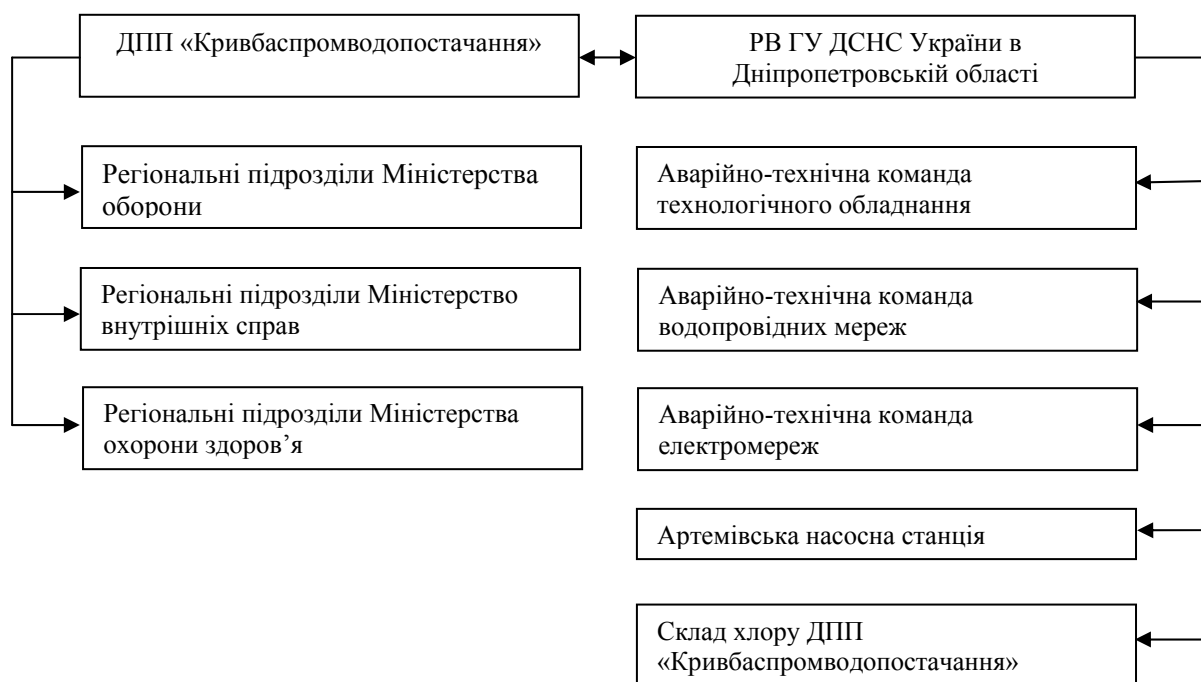 ДПП «Кривбаспромводопостачання»
РВ ГУ ДСНС України в
Дніпропетровській області
Регіональні підрозділи Міністерства
оборони
Аварійно-технічна команда
технологічного обладнання
Регіональні підрозділи Міністерство
внутрішніх справ
Аварійно-технічна команда
водопровідних мереж
Регіональні підрозділи Міністерства
охорони здоров’я
Аварійно-технічна команда
електромереж
Артемівська насосна станція
Склад хлору ДПП
«Кривбаспромводопостачання»